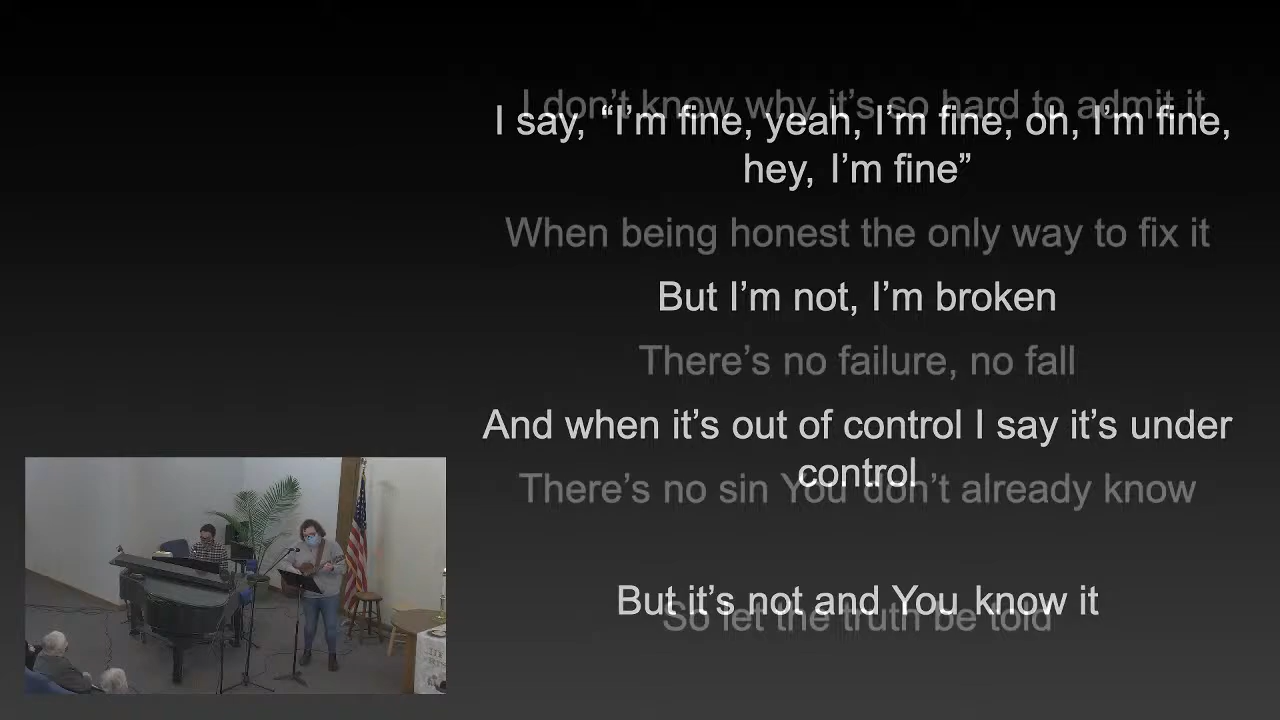 I don’t know why it’s so hard to admit it
I say, “I’m fine, yeah, I’m fine, oh, I’m fine,
hey, I’m fine”
When being honest the only way to fix it
But I’m not, I’m broken
There’s no failure, no fall
And when it’s out of control I say it’s under
control
There’s no sin You don’t already know
But it’s not and You know it
So let the truth be told